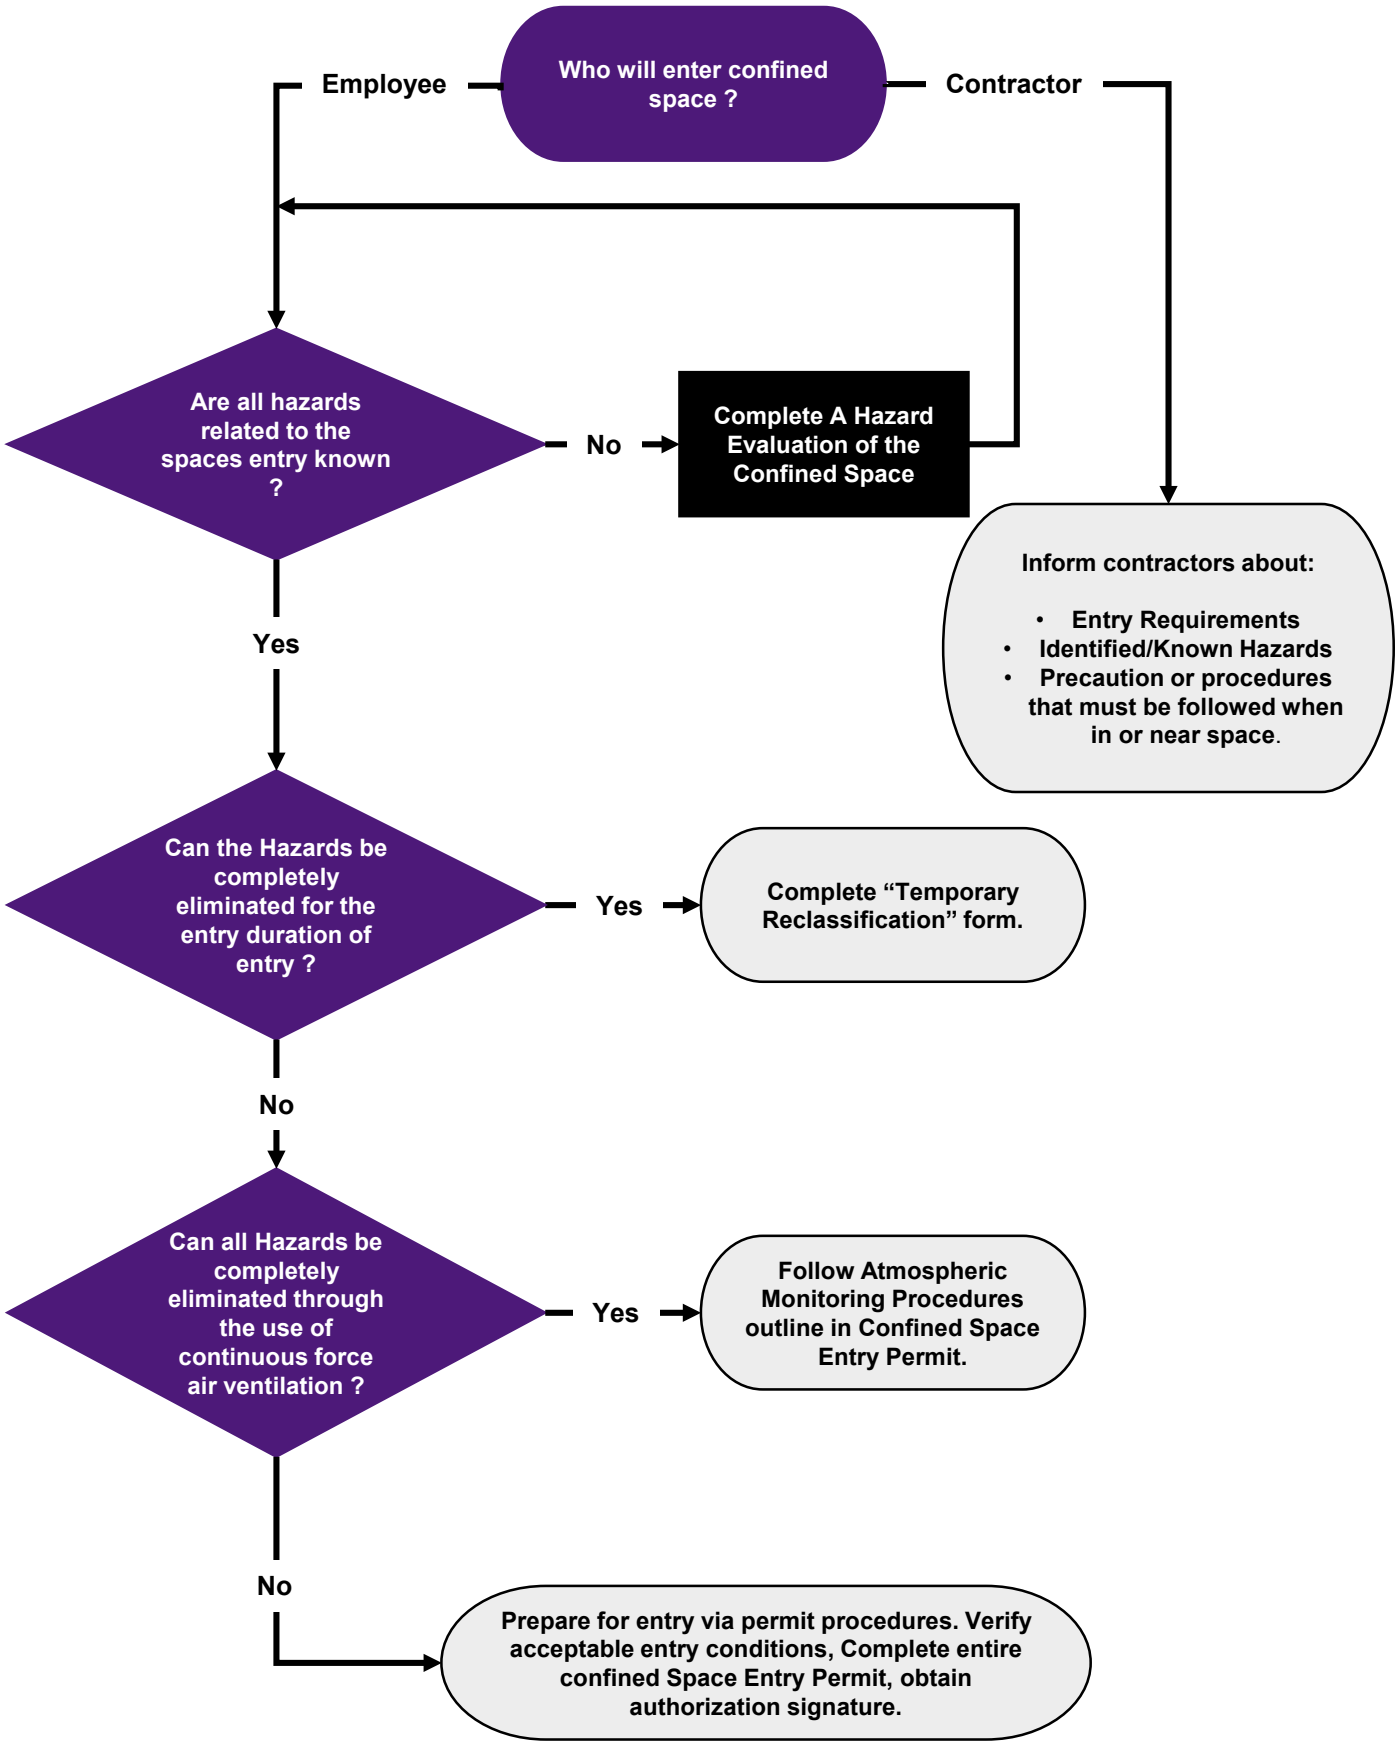 Who will enter confined
space ?
Employee
Contractor
Are all hazards
related to the
spaces entry known
?
No
Complete A Hazard
Evaluation of the
Confined Space
Inform contractors about:
• Entry Requirements
• Identified/Known Hazards
• Precaution or procedures
that must be followed when
in or near space.
Yes
Can the Hazards be
completely
eliminated for the
entry duration of
entry ?
Yes
Complete “Temporary
Reclassification” form.
No
Can all Hazards be
completely
eliminated through
the use of
continuous force
air ventilation ?
Yes
Follow Atmospheric
Monitoring Procedures
outline in Confined Space
Entry Permit.
No
Prepare for entry via permit procedures. Verify
acceptable entry conditions, Complete entire
confined Space Entry Permit, obtain
authorization signature.